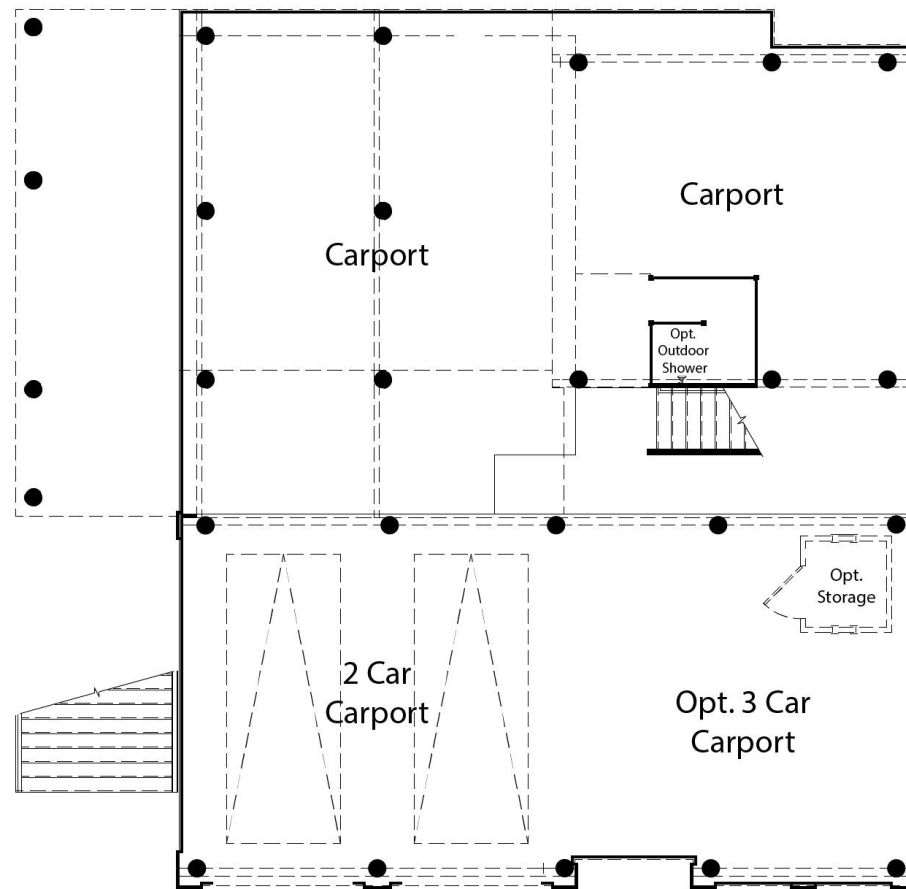 Carport
Carport
Opt.
Outdoor
Shower
Opt.
Storage
2 Car
Carport
Opt. 3 Car
Carport